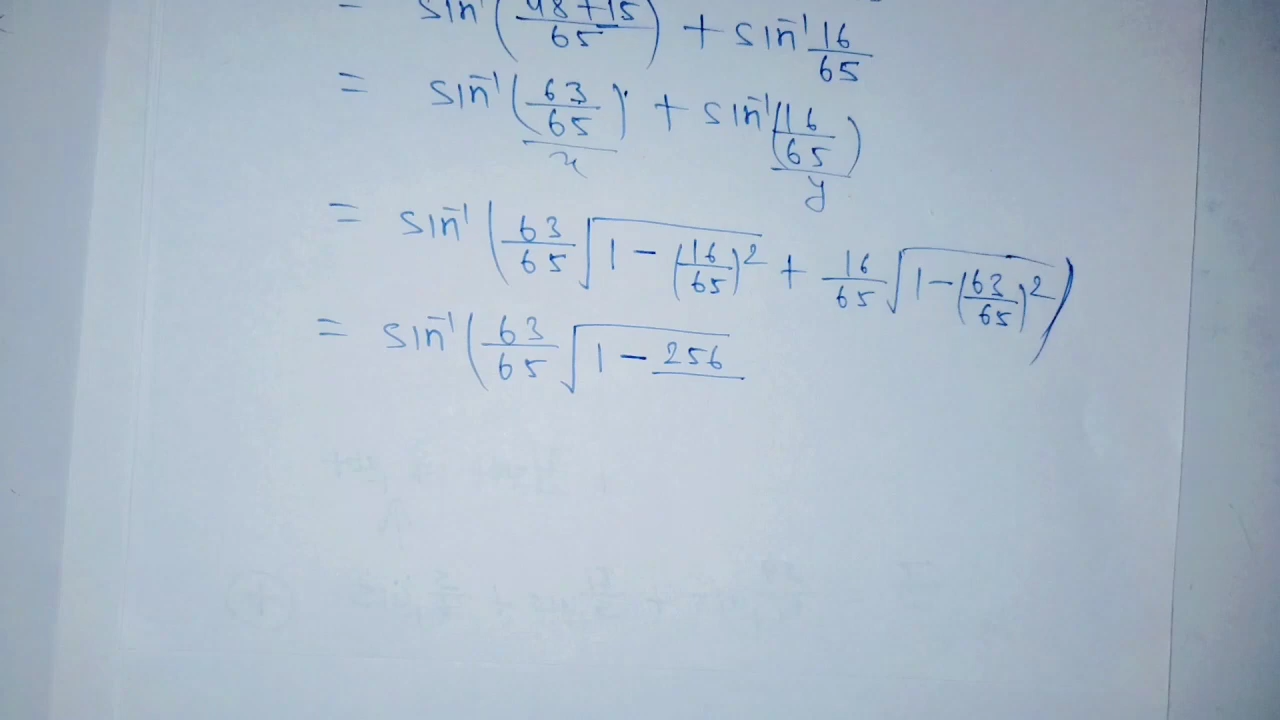 = sin⁻¹(48+15/65) + sin⁻¹ 16/65
= sin⁻¹(63/65) + sin⁻¹(16/65)
x y
= sin⁻¹(63/65 √1-(16/65)² + 16/65 √1-(63/65)²)
= sin⁻¹(63/65 √1-256